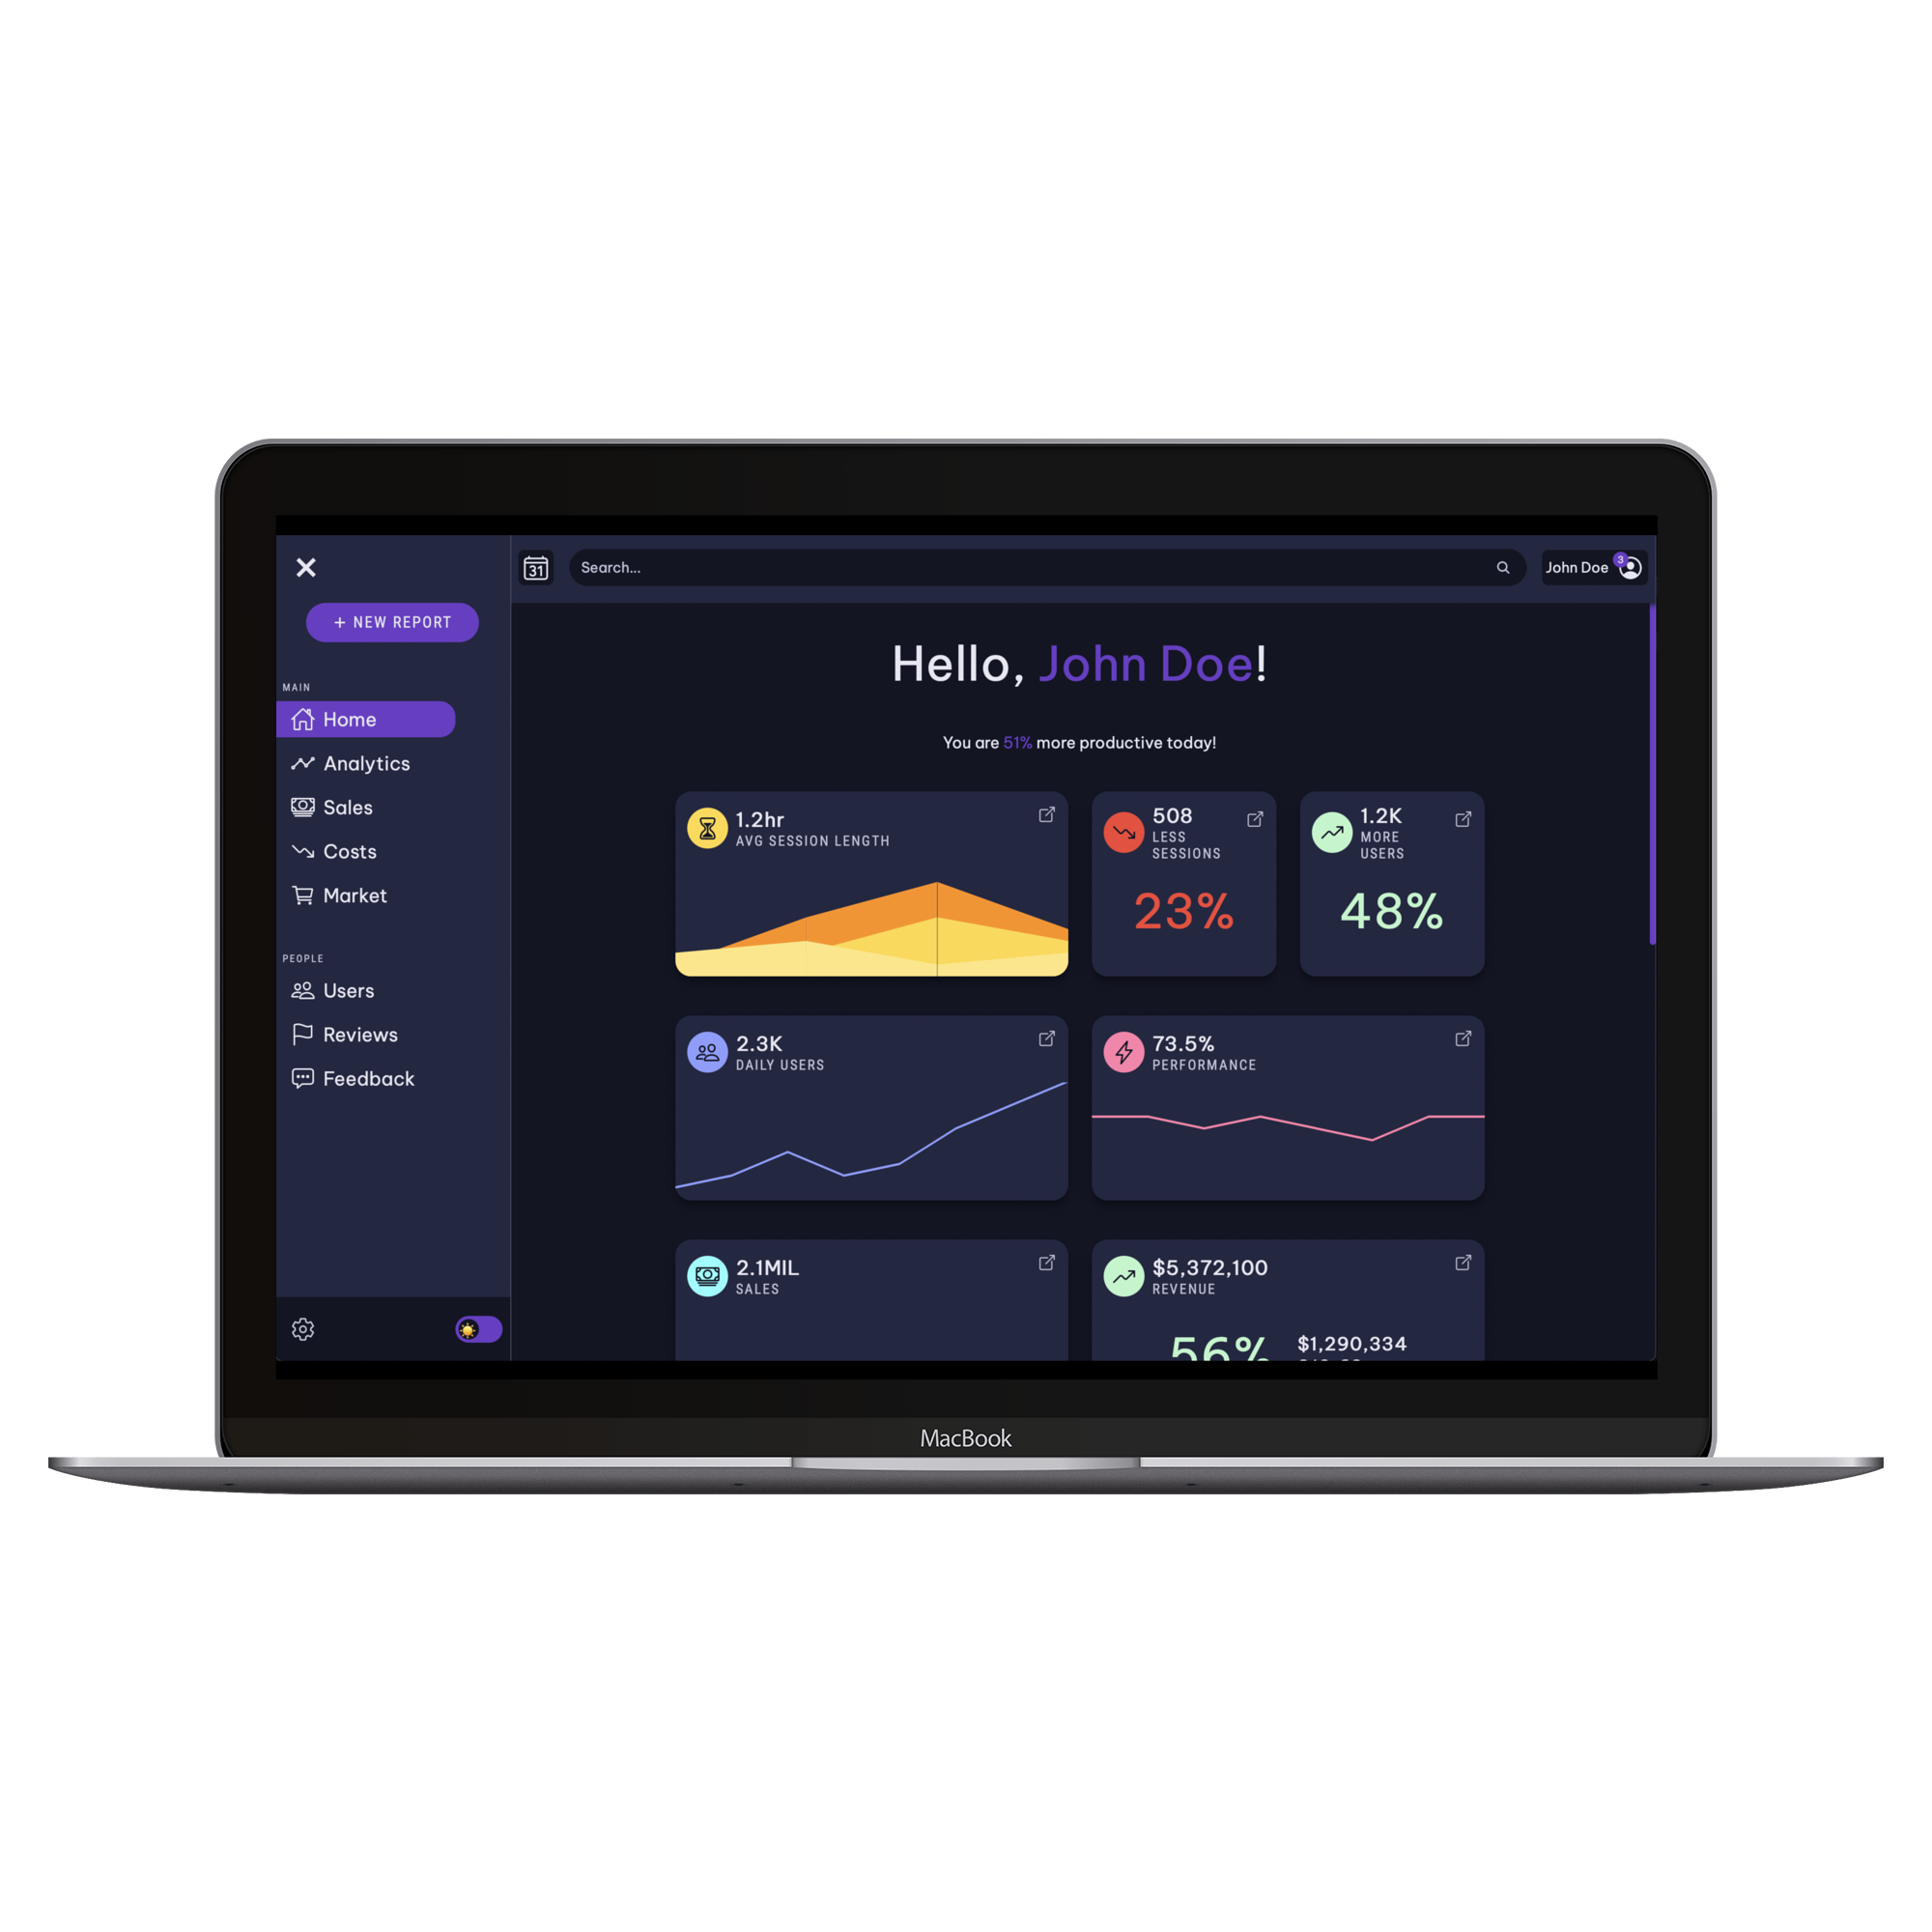 31
Search...
John Doe
3
+ NEW REPORT
MAIN
Home
Analytics
Sales
Costs
Market
PEOPLE
Users
Reviews
Feedback
Hello, John Doe!
You are 51% more productive today!
1.2hr
AVG SESSION LENGTH
508
LESS
SESSIONS
23%
1.2K
MORE
USERS
48%
2.3K
DAILY USERS
73.5%
PERFORMANCE
2.1MIL
SALES
$5,372,100
REVENUE
56%
$1,290,334
MacBook